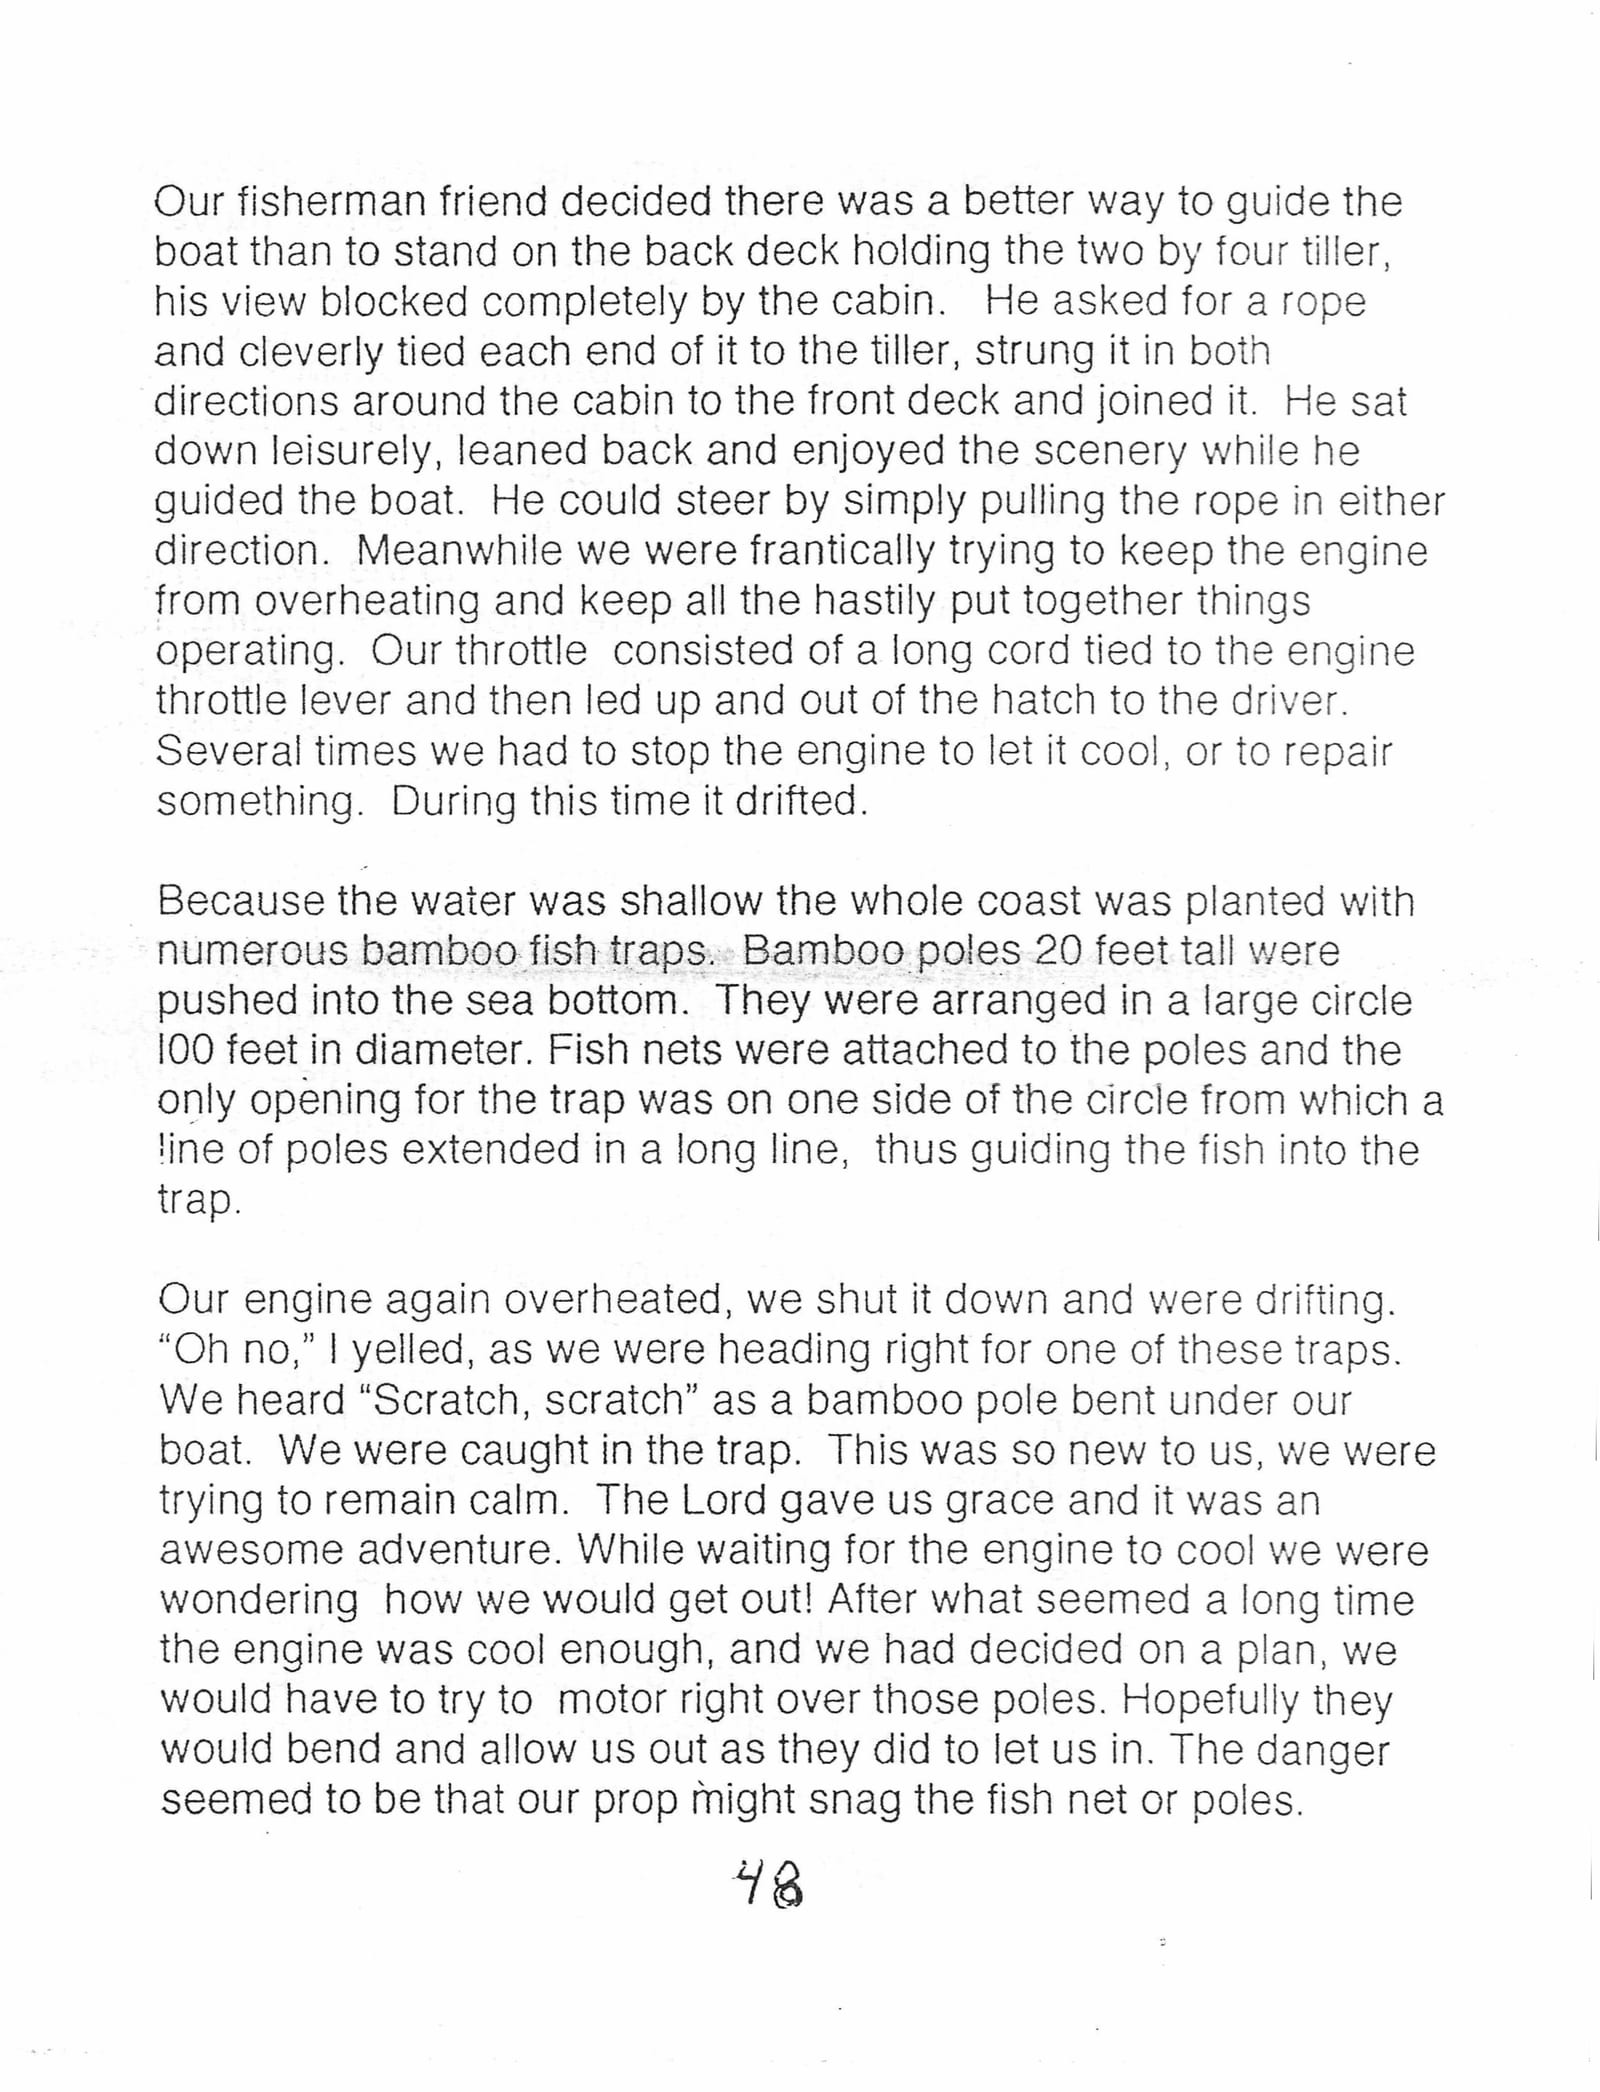 Our fisherman friend decided there was a better way to guide the
boat than to stand on the back deck holding the two by four tiller,
his view blocked completely by the cabin. He asked for a rope
and cleverly tied each end of it to the tiller, strung it in both
directions around the cabin to the front deck and joined it. He sat
down leisurely, leaned back and enjoyed the scenery while he
guided the boat. He could steer by simply pulling the rope in either
direction. Meanwhile we were frantically trying to keep the engine
from overheating and keep all the hastily put together things
operating. Our throttle consisted of a long cord tied to the engine
throttle lever and then led up and out of the hatch to the driver.
Several times we had to stop the engine to let it cool, or to repair
something. During this time it drifted.
Because the water was shallow the whole coast was planted with
numerous bamboo fish traps. Bamboo poles 20 feet tall were
pushed into the sea bottom. They were arranged in a large circle
100 feet in diameter. Fish nets were attached to the poles and the
only opening for the trap was on one side of the circle from which a
line of poles extended in a long line, thus guiding the fish into the
trap.
Our engine again overheated, we shut it down and were drifting.
“Oh no,” I yelled, as we were heading right for one of these traps.
We heard “Scratch, scratch” as a bamboo pole bent under our
boat. We were caught in the trap. This was so new to us, we were
trying to remain calm. The Lord gave us grace and it was an
awesome adventure. While waiting for the engine to cool we were
wondering how we would get out! After what seemed a long time
the engine was cool enough, and we had decided on a plan, we
would have to try to motor right over those poles. Hopefully they
would bend and allow us out as they did to let us in. The danger
seemed to be that our prop might snag the fish net or poles.
48